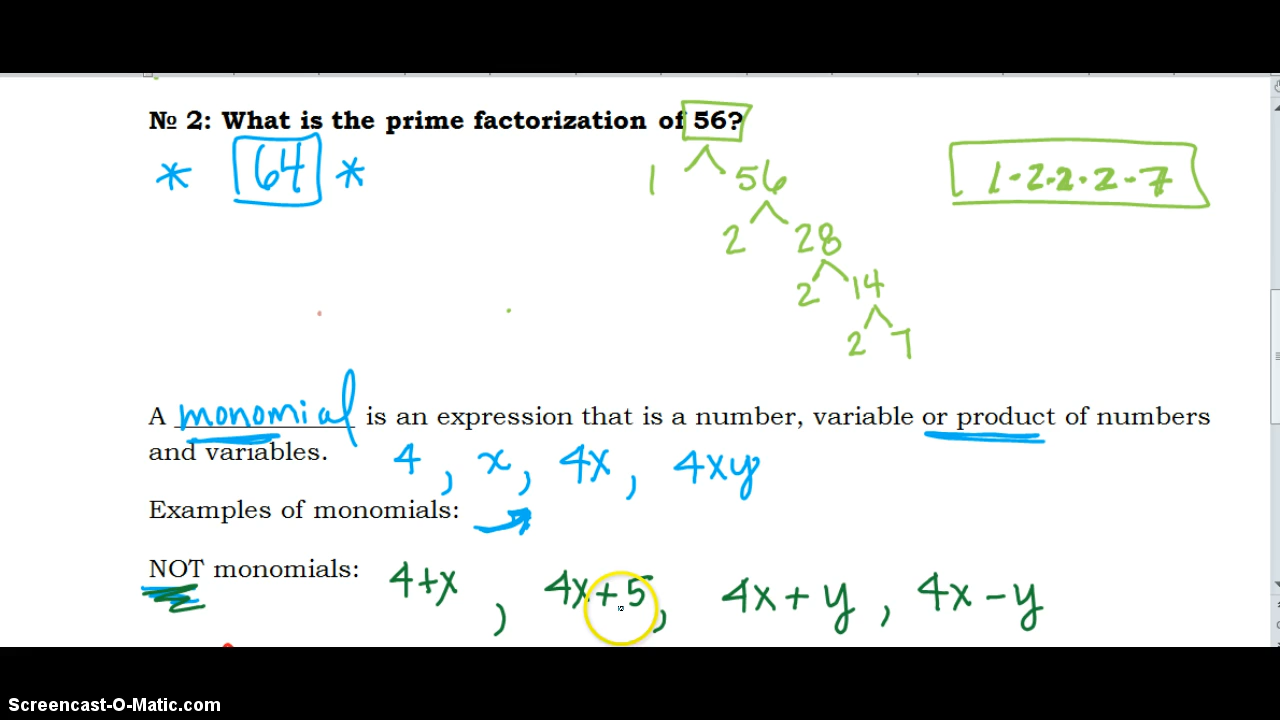 № 2: What is the prime factorization of 56?
* 64 *
1 56
1·2·2·2·7
2 28
2 14
2 7
A monomial is an expression that is a number, variable or product of numbers
and variables. 4, x, 4x, 4xy
Examples of monomials:
NOT monomials: 4+x, 4x+5, 4x+y, 4x-y
Screencast-O-Matic.com